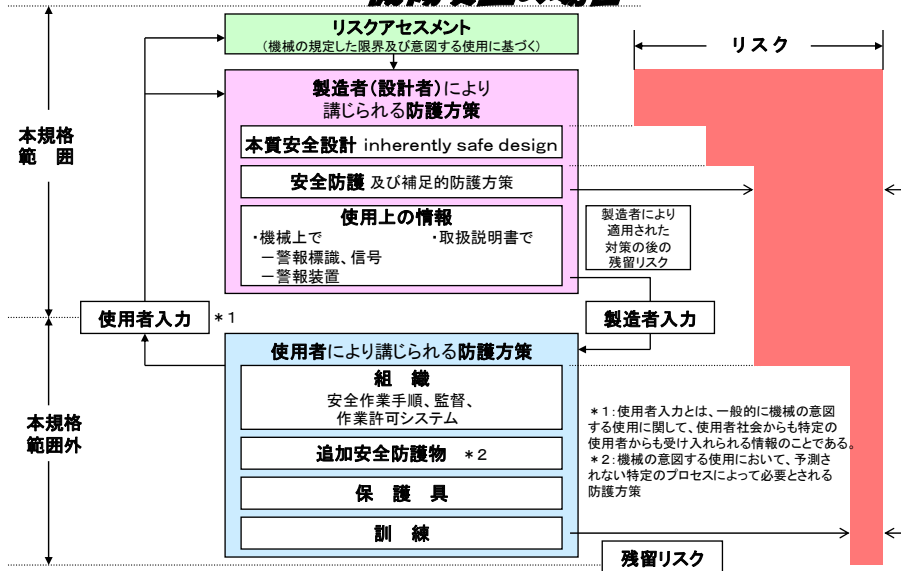 リスクアセスメント
(機械の規定した限界及び意図する使用に基づく)
リスク
製造者(設計者)により
講じられる防護方策
本規格
範 囲
本質安全設計 inherently safe design
安全防護 及び補足的防護方策
使用上の情報
・機械上で ・取扱説明書で
－警報標識、信号
－警報装置
製造者により
適用された
対策の後の
残留リスク
使用者入力 *1
製造者入力
使用者により講じられる防護方策
組 織
安全作業手順、監督、
作業許可システム
本規格
範囲外
追加安全防護物 *2
保 護 具
訓 練
*1:使用者入力とは、一般的に機械の意図
する使用に関して、使用者社会からも特定の
使用者からも受け入れられる情報のことである。
*2:機械の意図する使用において、予測さ
れない特定のプロセスによって必要とされる
防護方策
残留リスク